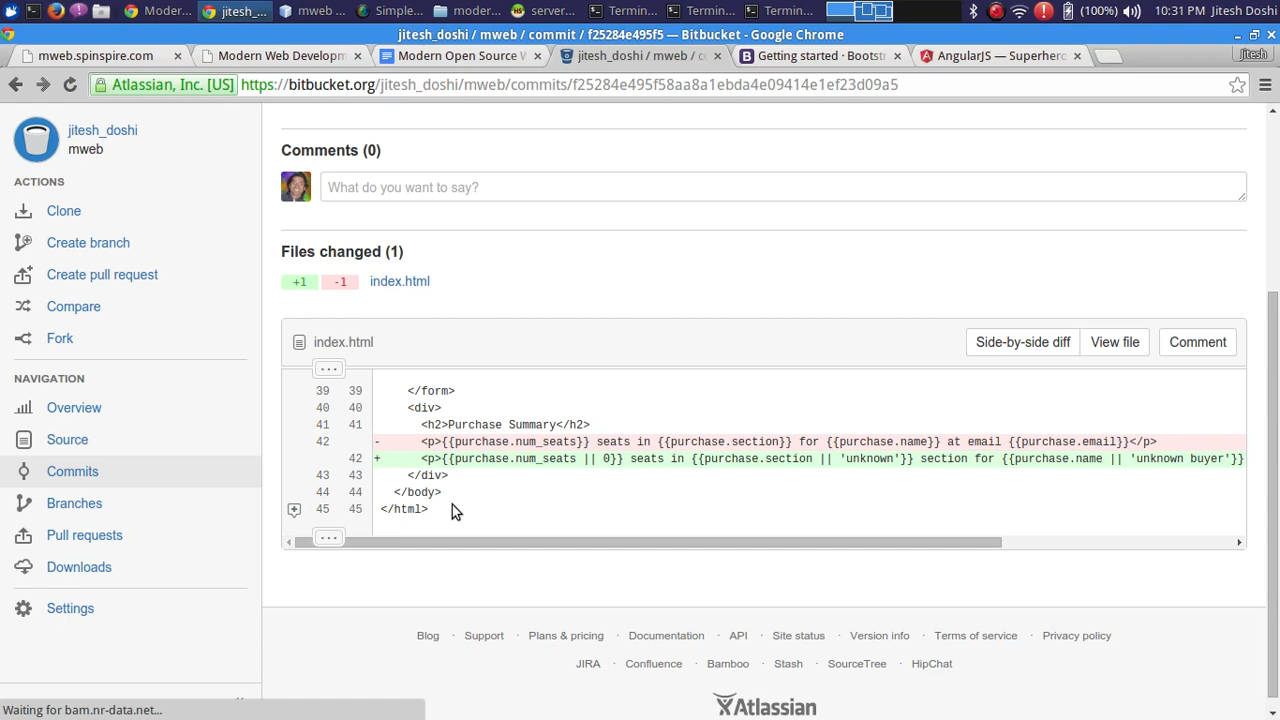 Moder...
jitesh_...
mweb ...
Simple...
moder...
server...
Termin...
Termin...
Termin...
(100%)
10:31 PM
Jitesh Doshi
jitesh_doshi / mweb / commit / f25284e495f5 — Bitbucket - Google Chrome
mweb.spinspire.com
Modern Web Developm
Modern Open Source W
jitesh_doshi / mweb / co
Getting started · Bootst
AngularJS — Superhero
Jitesh
Atlassian, Inc. [US]
https://bitbucket.org/jitesh_doshi/mweb/commits/f25284e495f58aa8a1ebda4e09414e1ef23d09a5
jitesh_doshi
mweb
ACTIONS
Clone
Create branch
Create pull request
Compare
Fork
NAVIGATION
Overview
Source
Commits
Branches
Pull requests
Downloads
Settings
Waiting for bam.nr-data.net...
Comments (0)
What do you want to say?
Files changed (1)
+1 -1 index.html
index.html
Side-by-side diff View file Comment
...
39 39 </form>
40 40 <div>
41 41 <h2>Purchase Summary</h2>
42 - <p>{{purchase.num_seats}} seats in {{purchase.section}} for {{purchase.name}} at email {{purchase.email}}</p>
42 + <p>{{purchase.num_seats || 0}} seats in {{purchase.section || 'unknown'}} section for {{purchase.name || 'unknown buyer'}}
43 43 </div>
44 44 </body>
45 45 </html>
...
Blog · Support · Plans & pricing · Documentation · API · Site status · Version info · Terms of service · Privacy policy
JIRA · Confluence · Bamboo · Stash · SourceTree · HipChat
Atlassian